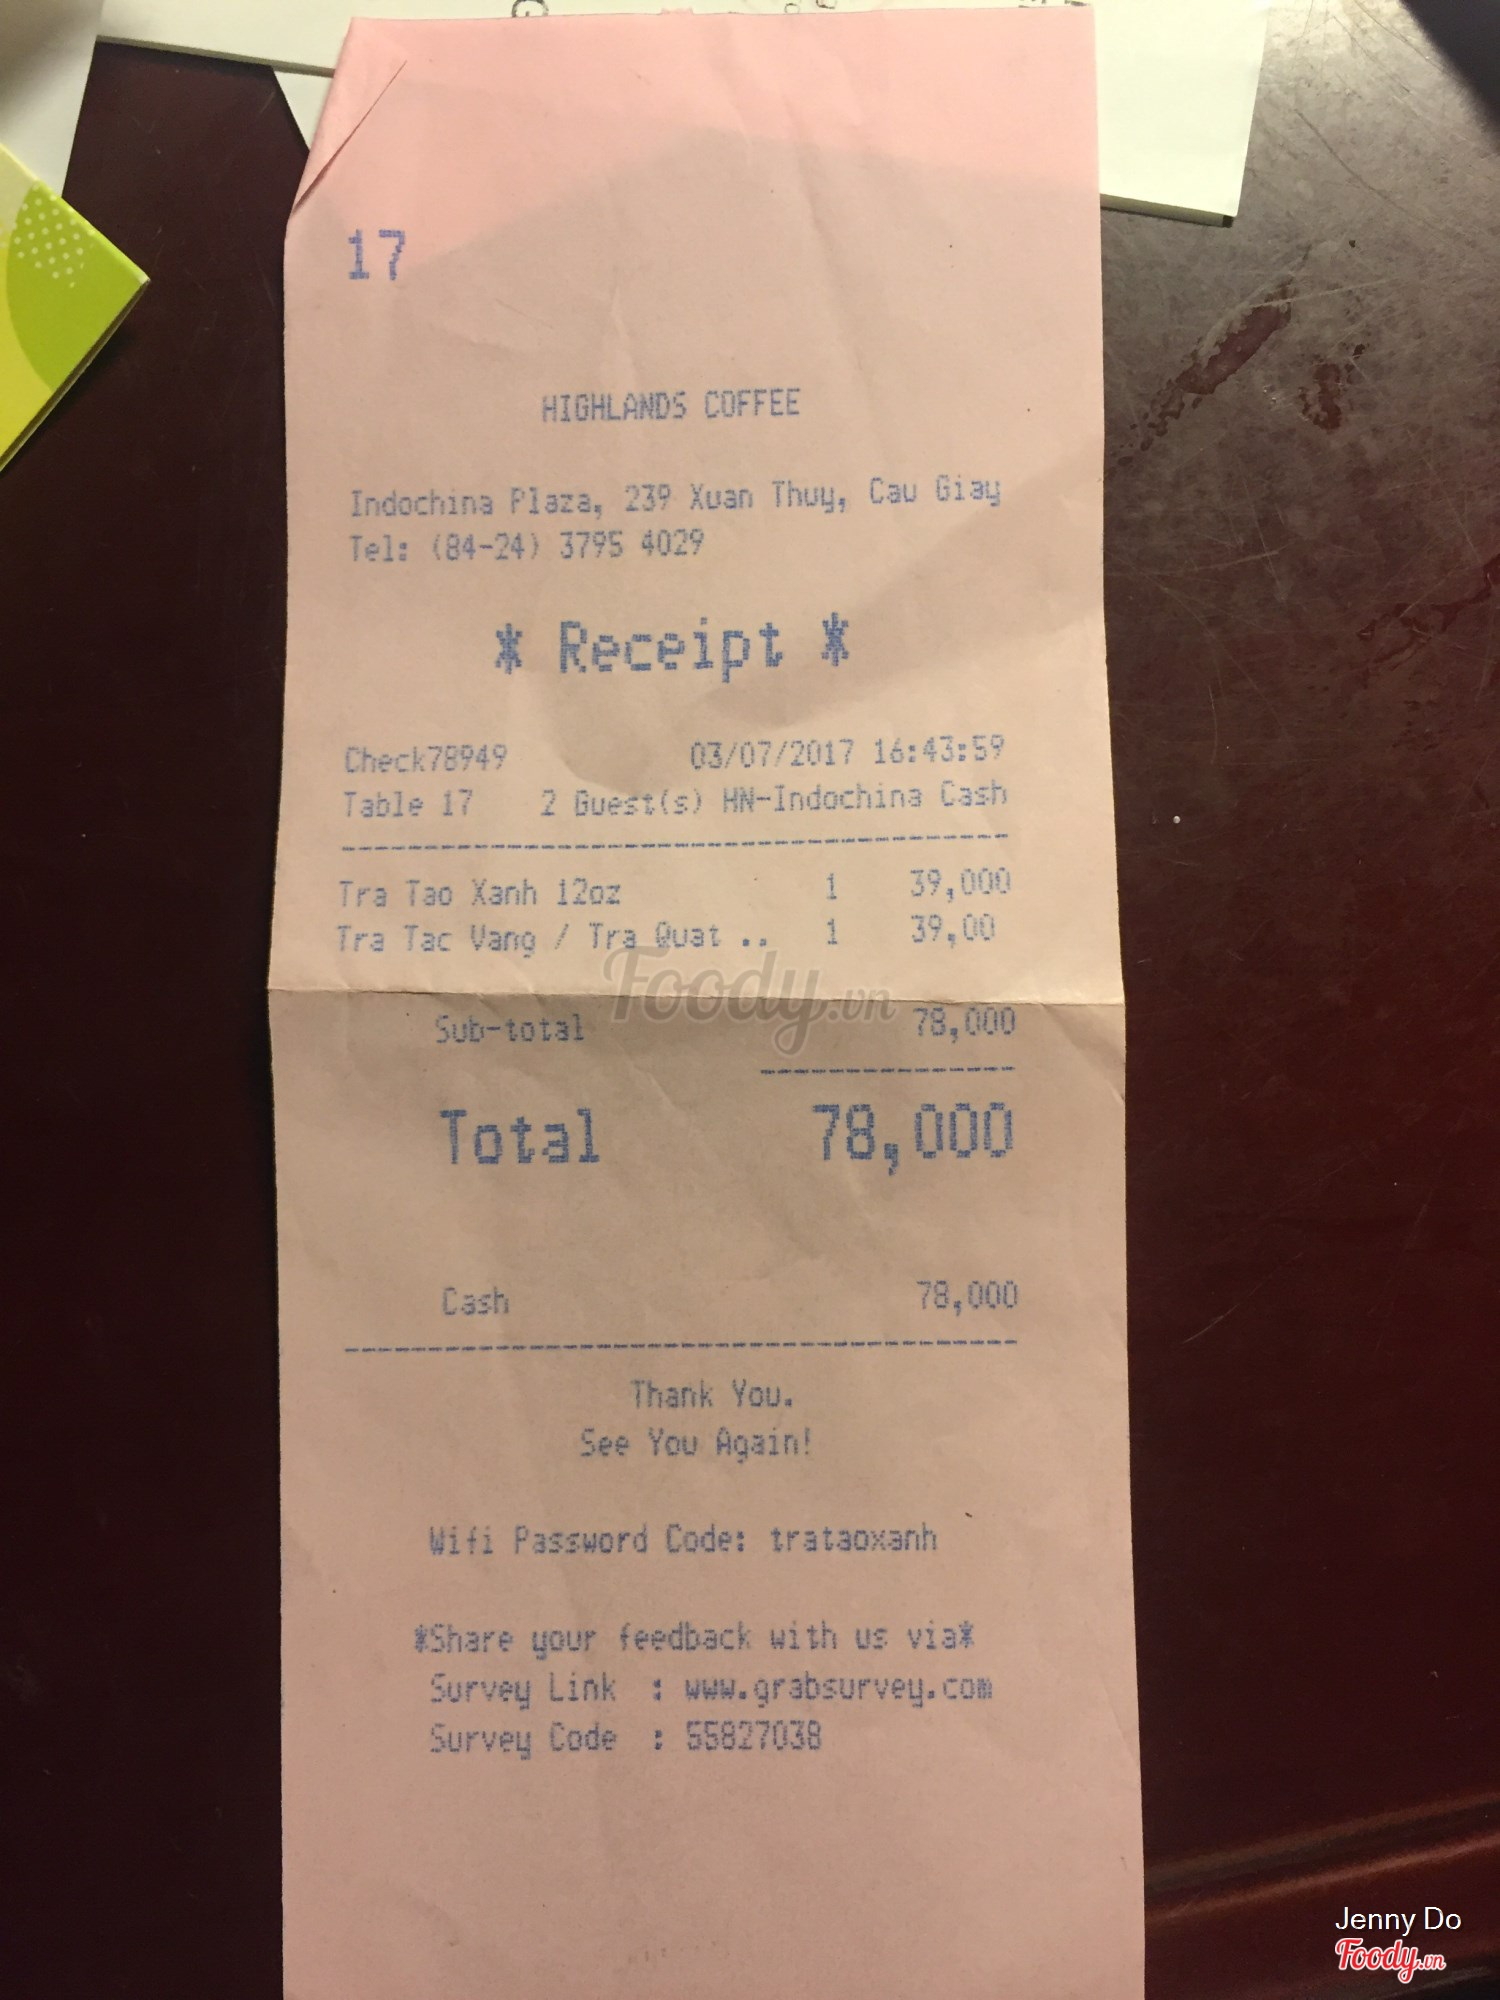 17
HIGHLANDS COFFEE
Indochina Plaza, 239 Xuan Thuy, Cau Giay
Tel: (84-24) 3795 4029
* Receipt *
Check78949 03/07/2017 16:43:59
Table 17 2 Guest(s) HN-Indochina Cash
Tra Tao Xanh 12oz 1 39,000
Tra Tac Vang / Tra Quat .. 1 39,00
Foody.vn
Sub-total 78,000
Total 78,000
Cash 78,000
Thank You.
See You Again!
Wifi Password Code: trataoxanh
*Share your feedback with us via*
Survey Link : www.grabsurvey.com
Survey Code : 55827038
Jenny Do
Foody.vn